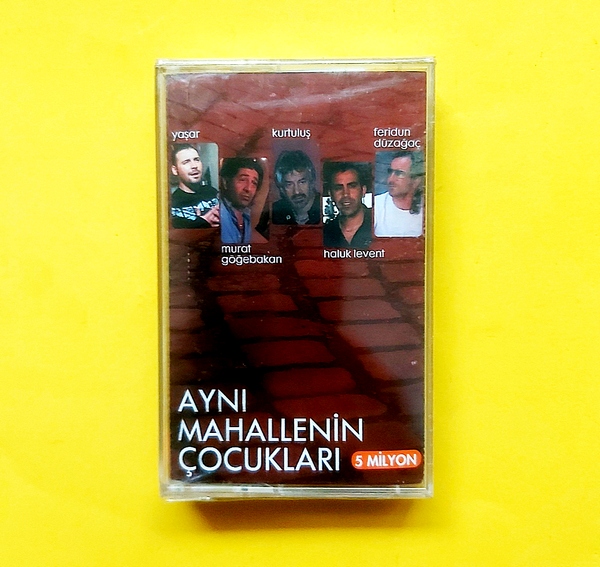 yaşar
kurtuluş
feridun
düzağaç
murat
göğebakan
haluk levent
AYNI
MAHALLENİN
ÇOCUKLARI
5 MİLYON